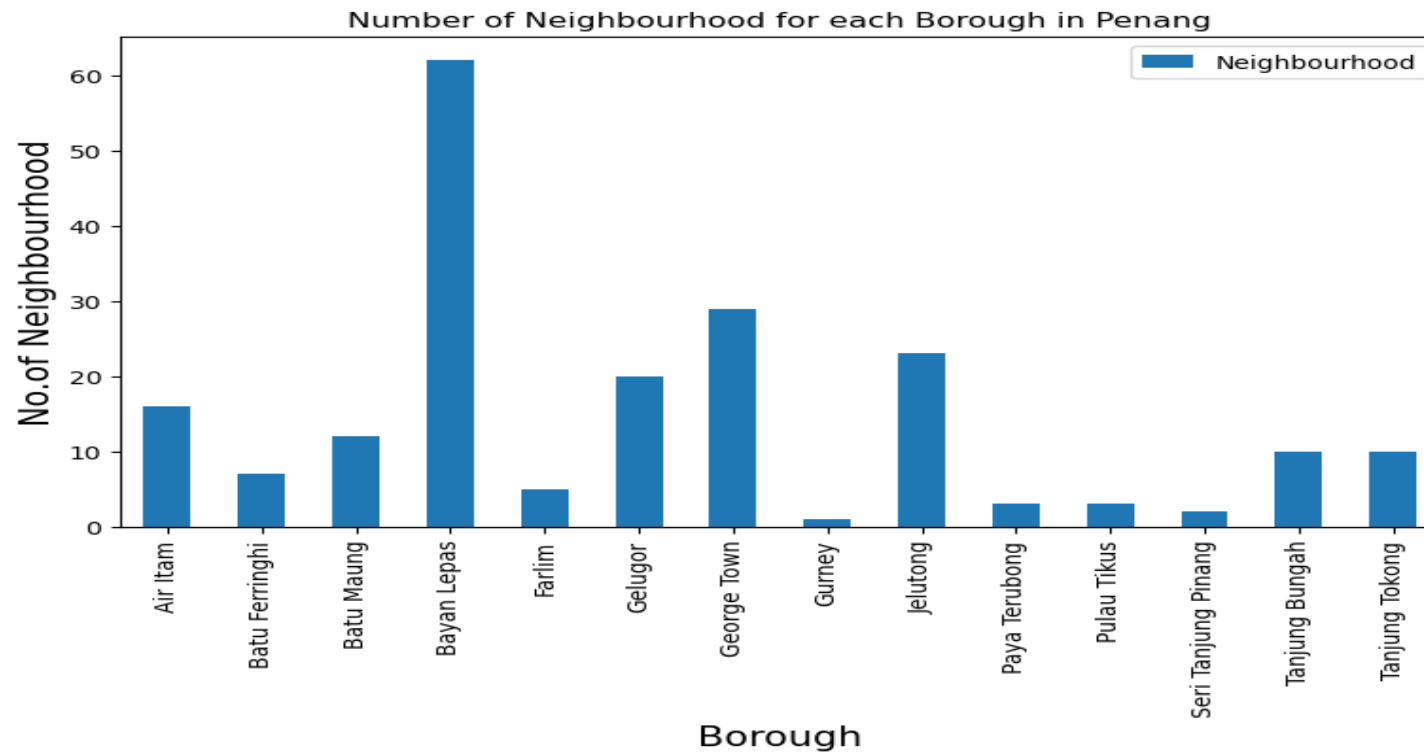 Number of Neighbourhood for each Borough in Penang
Neighbourhood
No.of Neighbourhood
60
50
40
30
20
10
0
Air Itam
Batu Ferringhi
Batu Maung
Bayan Lepas
Farlim
Gelugor
George Town
Gurney
Jelutong
Paya Terubong
Pulau Tikus
Seri Tanjung Pinang
Tanjung Bungah
Tanjung Tokong
Borough